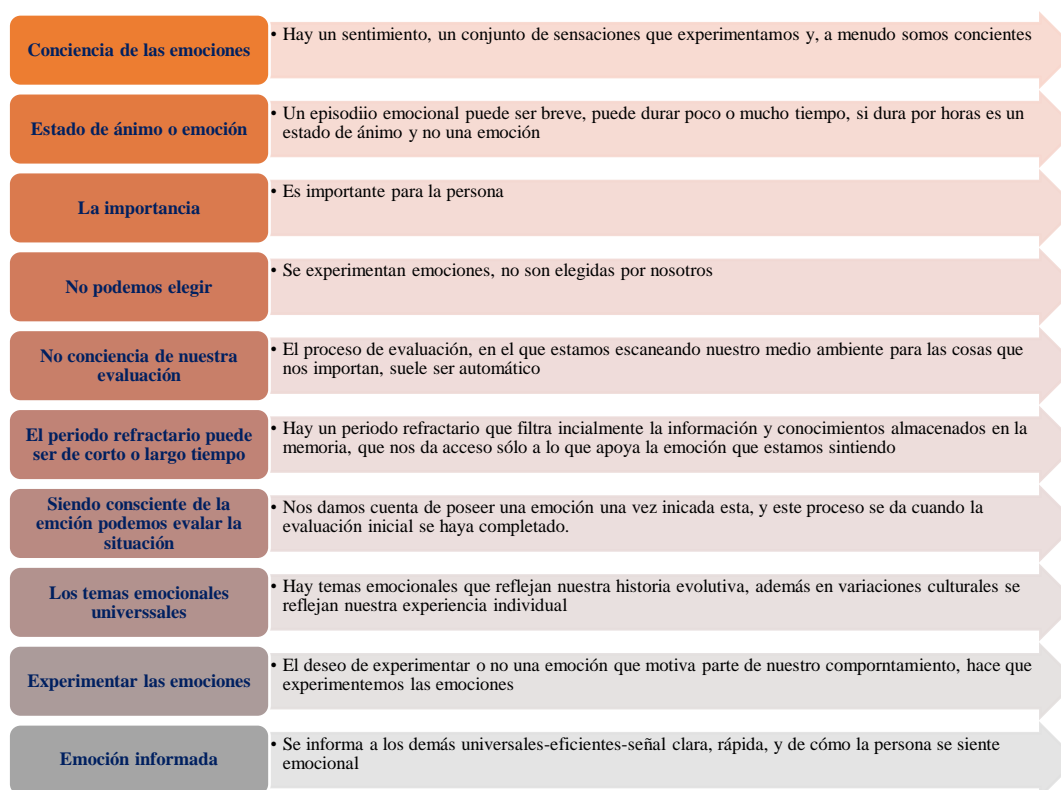 Conciencia de las emociones
• Hay un sentimiento, un conjunto de sensaciones que experimentamos y, a menudo somos concientes
Estado de ánimo o emoción
• Un episodiio emocional puede ser breve, puede durar poco o mucho tiempo, si dura por horas es un
estado de ánimo y no una emoción
La importancia
• Es importante para la persona
No podemos elegir
• Se experimentan emociones, no son elegidas por nosotros
No conciencia de nuestra
evaluación
• El proceso de evaluación, en el que estamos escaneando nuestro medio ambiente para las cosas que
nos importan, suele ser automático
El periodo refractario puede
ser de corto o largo tiempo
• Hay un periodo refractario que filtra incialmente la información y conocimientos almacenados en la
memoria, que nos da acceso sólo a lo que apoya la emoción que estamos sintiendo
Siendo consciente de la
emción podemos evalar la
situación
• Nos damos cuenta de poseer una emoción una vez inicada esta, y este proceso se da cuando la
evaluación inicial se haya completado.
Los temas emocionales
universsales
• Hay temas emocionales que reflejan nuestra historia evolutiva, además en variaciones culturales se
reflejan nuestra experiencia individual
Experimentar las emociones
• El deseo de experimentar o no una emoción que motiva parte de nuestro comporntamiento, hace que
experimentemos las emociones
Emoción informada
• Se informa a los demás universales-eficientes-señal clara, rápida, y de cómo la persona se siente
emocional